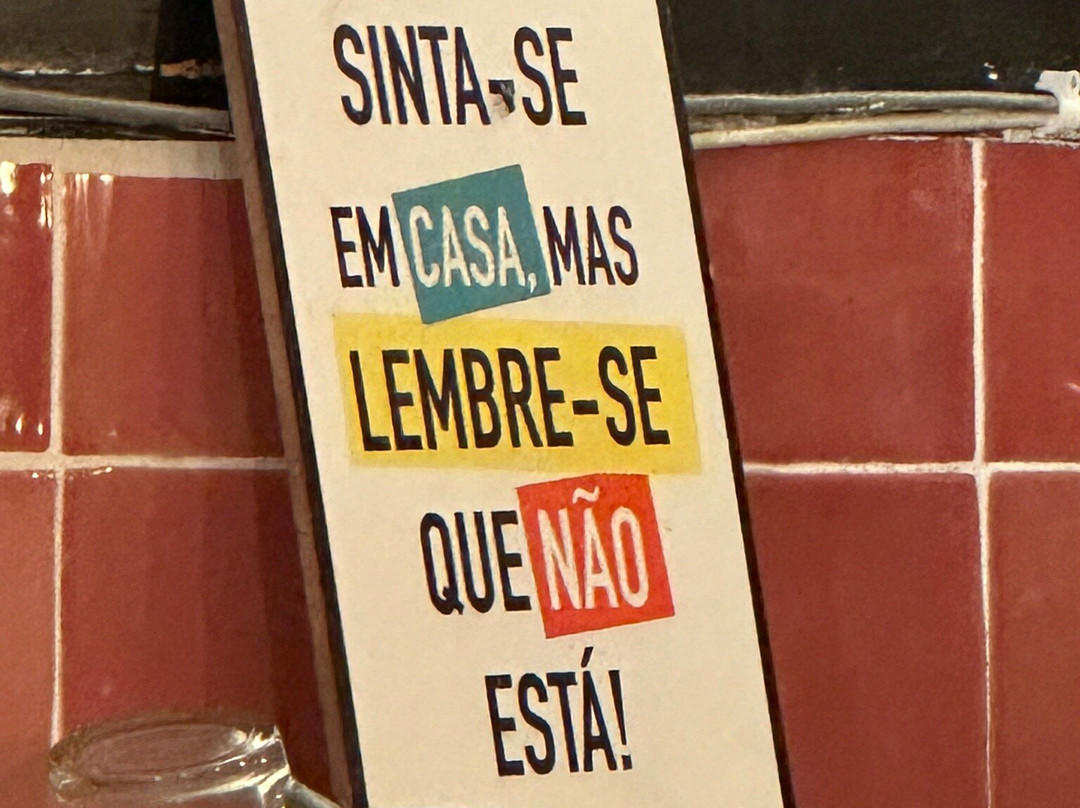 SINTA-SE
EM CASA, MAS
LEMBRE-SE
QUE NÃO
ESTÁ!